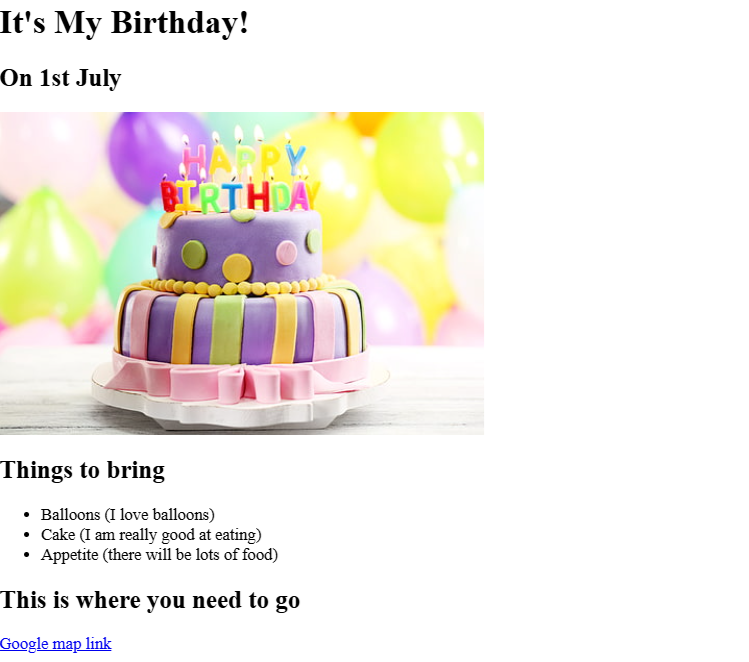 It's My Birthday!
On 1st July
HAPPY
BIRTHDAY
Things to bring
Balloons (I love balloons)
Cake (I am really good at eating)
Appetite (there will be lots of food)
This is where you need to go
Google map link